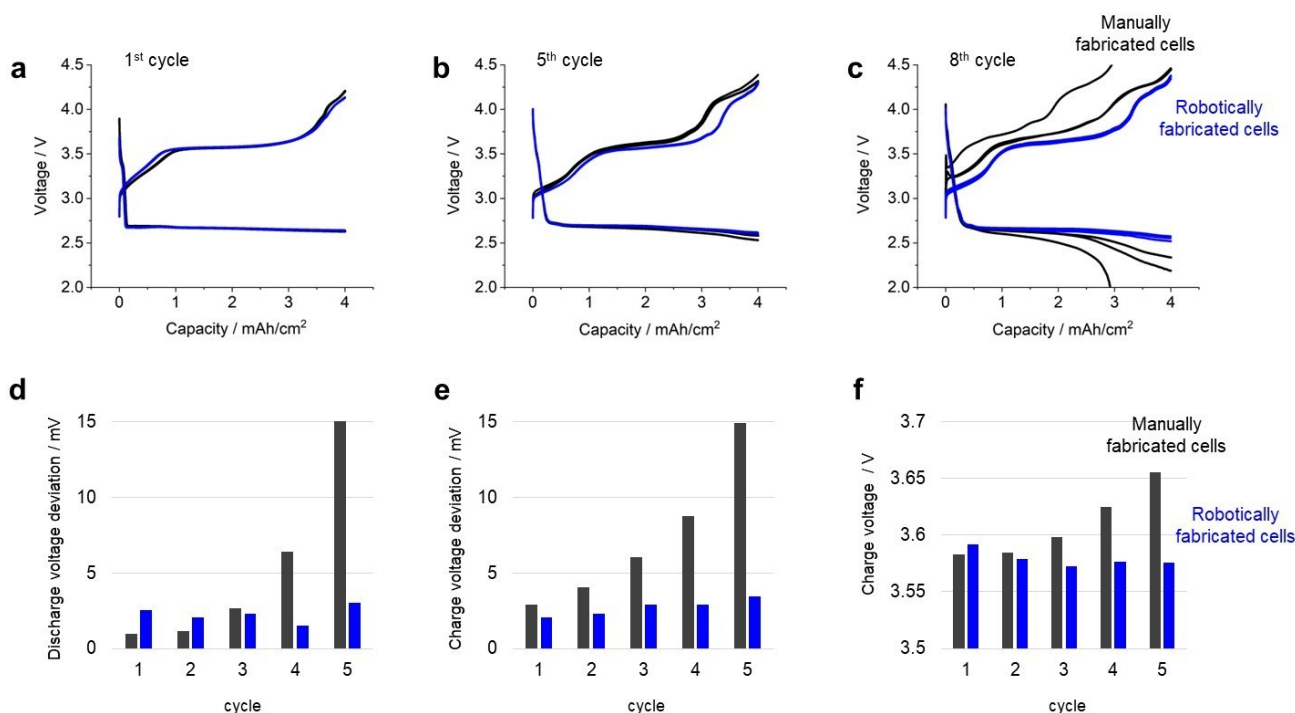 a
1st cycle
4.5
4.0
3.5
3.0
2.5
2.0
Voltage / V
0 1 2 3 4
Capacity / mAh/cm²
b
5th cycle
4.5
4.0
3.5
3.0
2.5
2.0
Voltage / V
0 1 2 3 4
Capacity / mAh/cm²
c
8th cycle
Manually
fabricated cells
Robotically
fabricated cells
4.5
4.0
3.5
3.0
2.5
2.0
Voltage / V
0 1 2 3 4
Capacity / mAh/cm²
d
15
10
5
0
Discharge voltage deviation / mV
1 2 3 4 5
cycle
e
15
10
5
0
Charge voltage deviation / mV
1 2 3 4 5
cycle
f
3.7
3.65
3.6
3.55
3.5
Charge voltage / V
Manually
fabricated cells
Robotically
fabricated cells
1 2 3 4 5
cycle